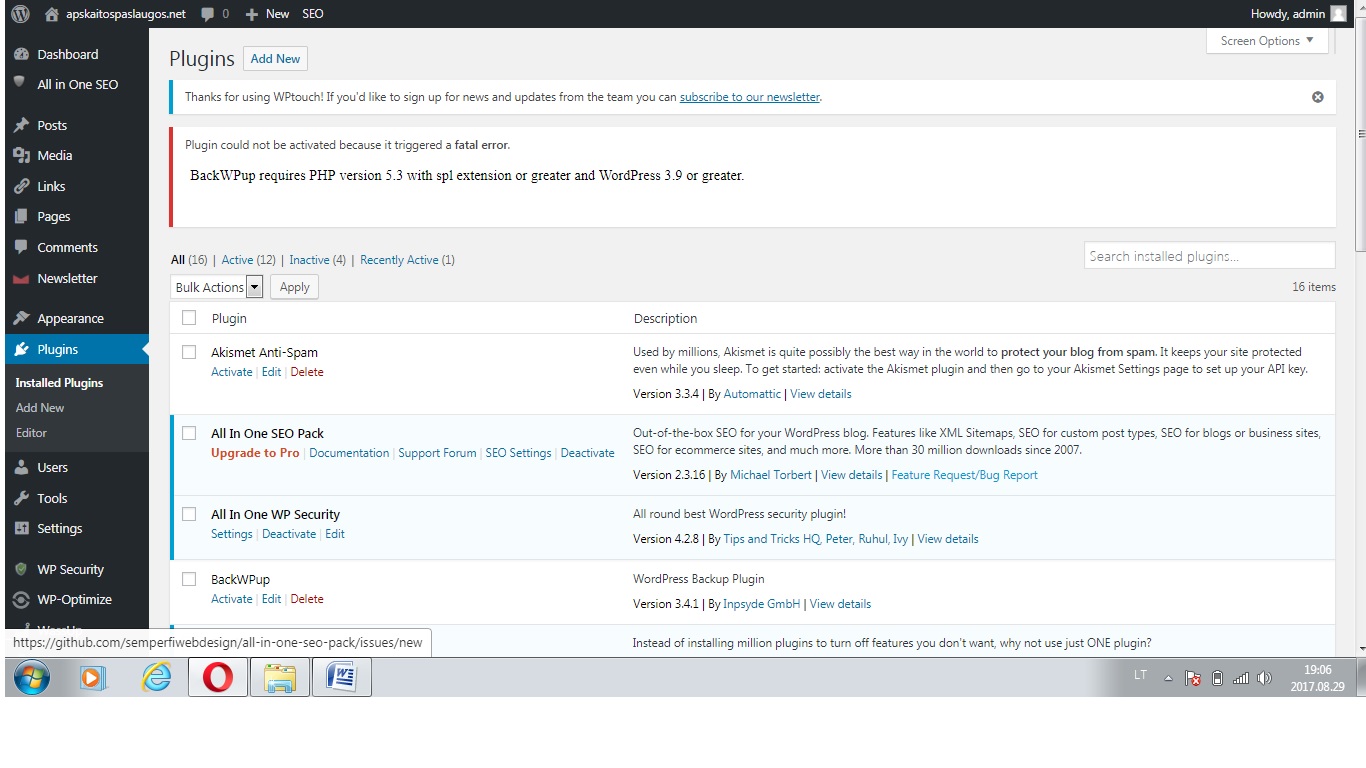 apskaitospaslaugos.net 0 New SEO Howdy, admin
Screen Options
Dashboard
All in One SEO
Posts
Media
Links
Pages
Comments
Newsletter
Appearance
Plugins
Installed Plugins
Add New
Editor
Users
Tools
Settings
WP Security
WP-Optimize
Plugins Add New
Thanks for using WPtouch! If you'd like to sign up for news and updates from the team you can subscribe to our newsletter.
Plugin could not be activated because it triggered a fatal error.
BackWPup requires PHP version 5.3 with spl extension or greater and WordPress 3.9 or greater.
All (16) | Active (12) | Inactive (4) | Recently Active (1)
Search installed plugins...
Bulk Actions Apply 16 items
Plugin Description
Akismet Anti-Spam
Activate | Edit | Delete
Used by millions, Akismet is quite possibly the best way in the world to protect your blog from spam. It keeps your site protected
even while you sleep. To get started: activate the Akismet plugin and then go to your Akismet Settings page to set up your API key.
Version 3.3.4 | By Automattic | View details
All In One SEO Pack
Upgrade to Pro | Documentation | Support Forum | SEO Settings | Deactivate
Out-of-the-box SEO for your WordPress blog. Features like XML Sitemaps, SEO for custom post types, SEO for blogs or business sites,
SEO for ecommerce sites, and much more. More than 30 million downloads since 2007.
Version 2.3.16 | By Michael Torbert | View details | Feature Request/Bug Report
All In One WP Security
Settings | Deactivate | Edit
All round best WordPress security plugin!
Version 4.2.8 | By Tips and Tricks HQ, Peter, Ruhul, Ivy | View details
BackWPup
Activate | Edit | Delete
WordPress Backup Plugin
Version 3.4.1 | By Inpsyde GmbH | View details
Instead of installing million plugins to turn off features you don't want, why not use just ONE plugin?
https://github.com/semperfiwebdesign/all-in-one-seo-pack/issues/new
LT
19:06
2017.08.29